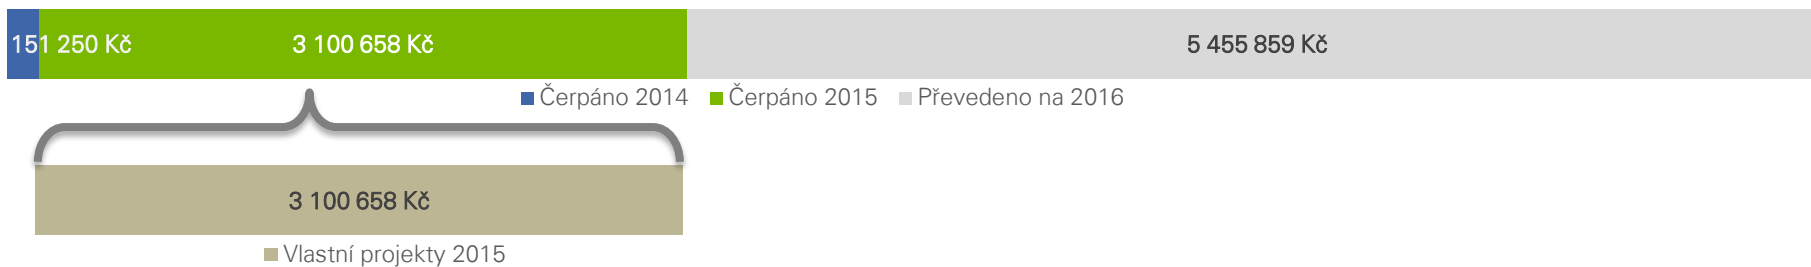 151 250 Kč 3 100 658 Kč 5 455 859 Kč
Čerpáno 2014 Čerpáno 2015 Převedeno na 2016
3 100 658 Kč
Vlastní projekty 2015